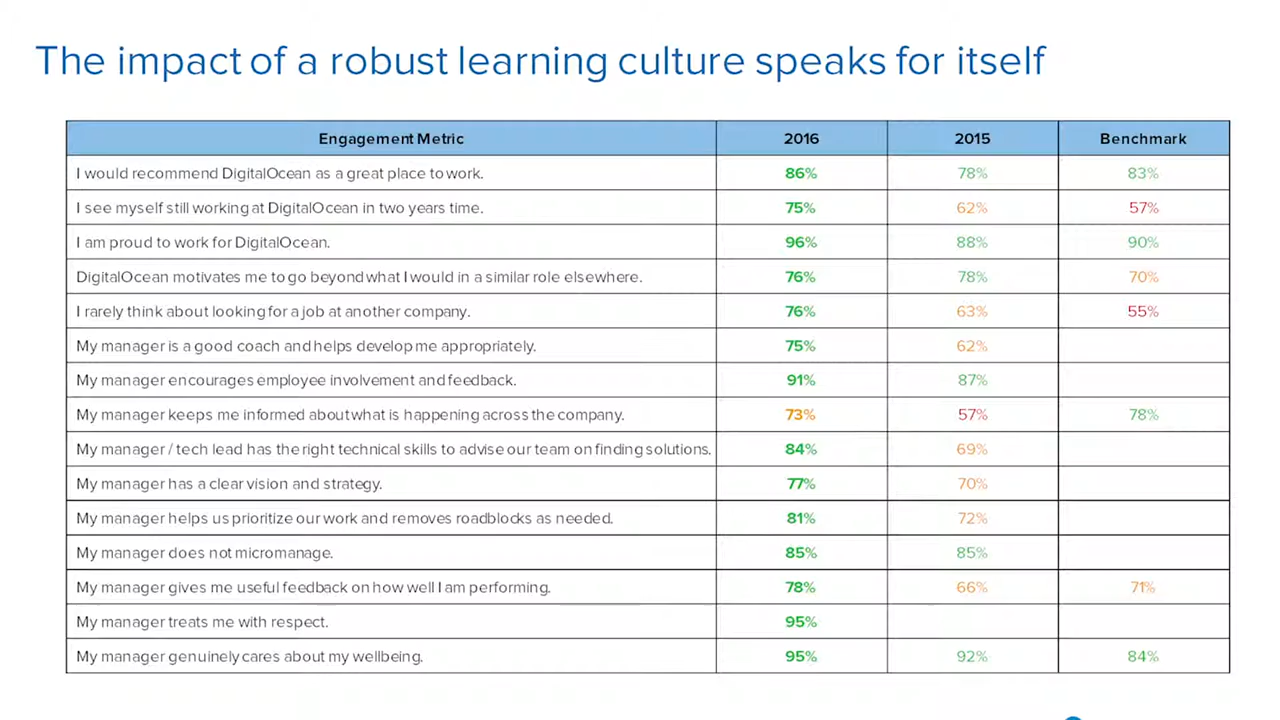 The impact of a robust learning culture speaks for itself
Engagement Metric 2016 2015 Benchmark
I would recommend DigitalOcean as a great place to work. 86% 78% 83%
I see myself still working at DigitalOcean in two years time. 75% 62% 57%
I am proud to work for DigitalOcean. 96% 88% 90%
DigitalOcean motivates me to go beyond what I would in a similar role elsewhere. 76% 78% 70%
I rarely think about looking for a job at another company. 76% 63% 55%
My manager is a good coach and helps develop me appropriately. 75% 62%
My manager encourages employee involvement and feedback. 91% 87%
My manager keeps me informed about what is happening across the company. 73% 57% 78%
My manager / tech lead has the right technical skills to advise our team on finding solutions. 84% 69%
My manager has a clear vision and strategy. 77% 70%
My manager helps us prioritize our work and removes roadblocks as needed. 81% 72%
My manager does not micromanage. 85% 85%
My manager gives me useful feedback on how well I am performing. 78% 66% 71%
My manager treats me with respect. 95%
My manager genuinely cares about my wellbeing. 95% 92% 84%